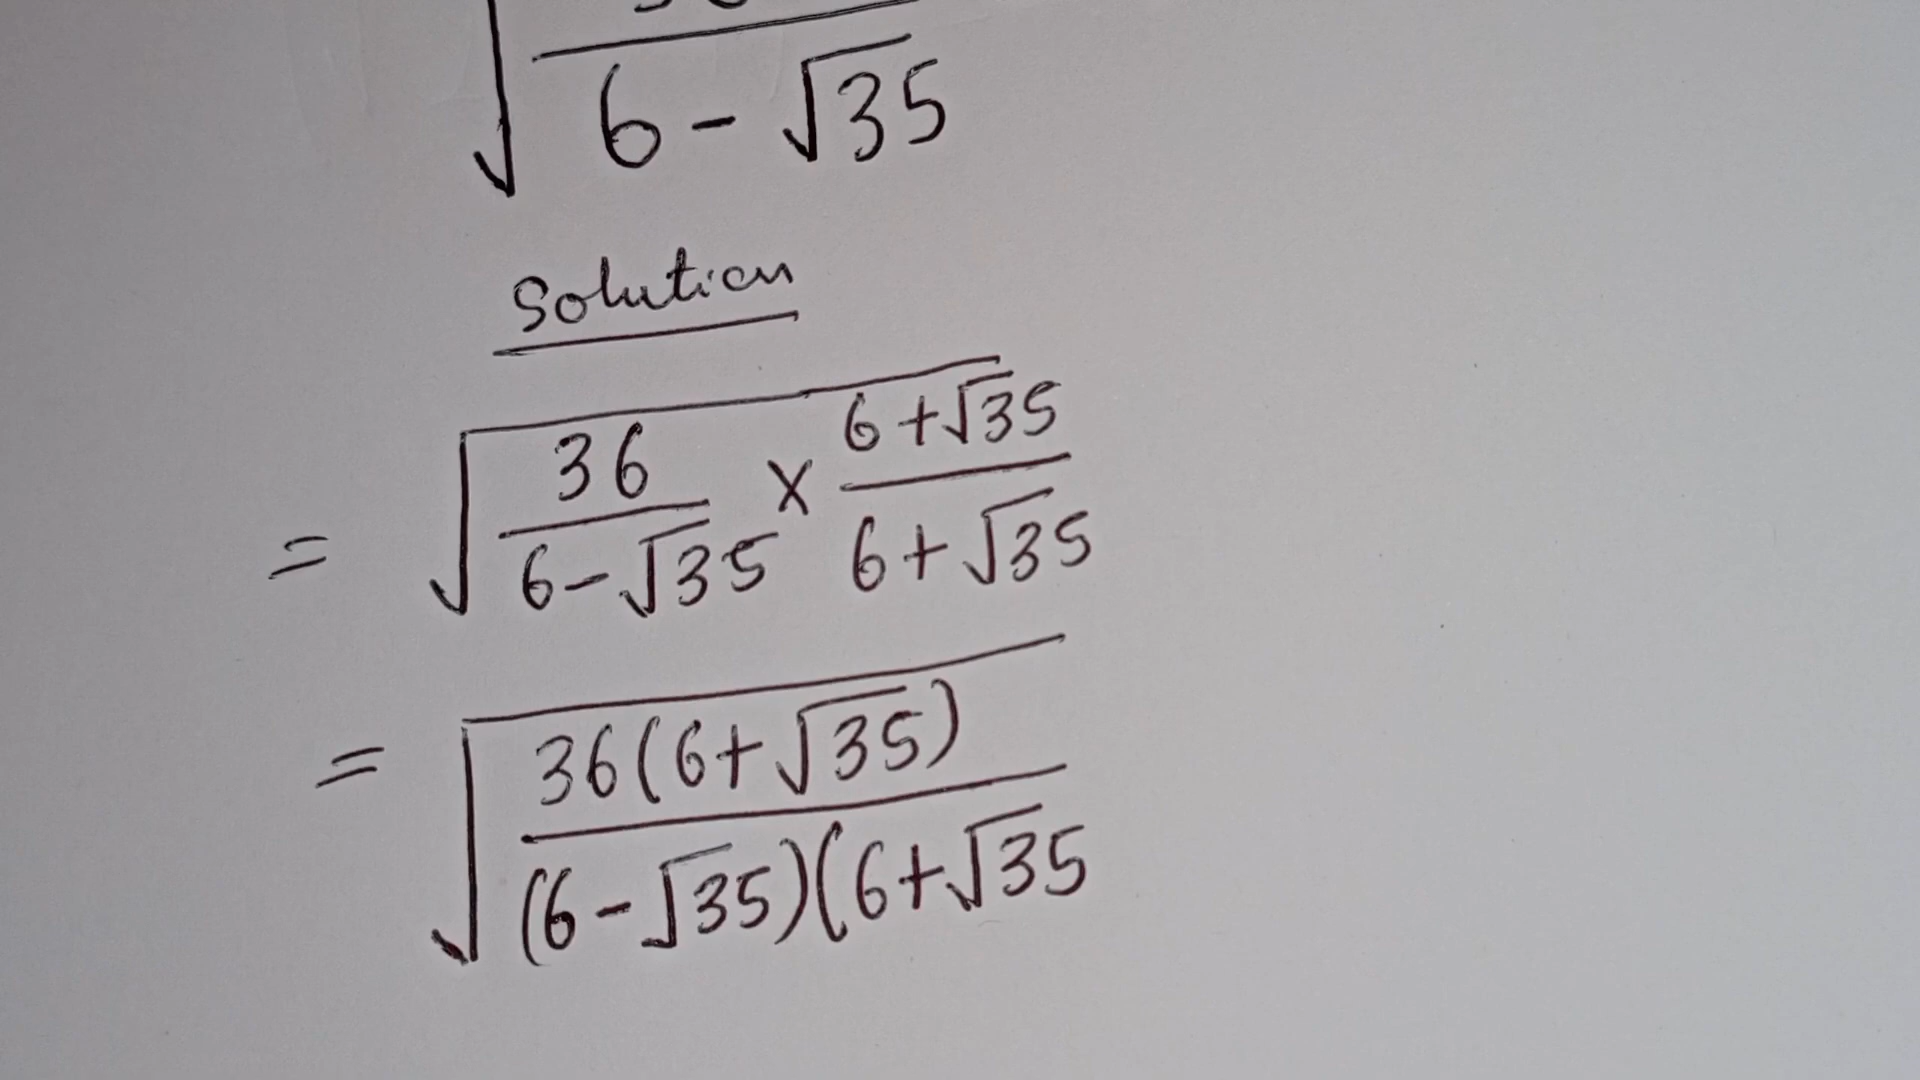 6 - √35
Solution
= √(36/(6-√35) × (6+√35)/(6+√35))
= √(36(6+√35)/(6-√35)(6+√35